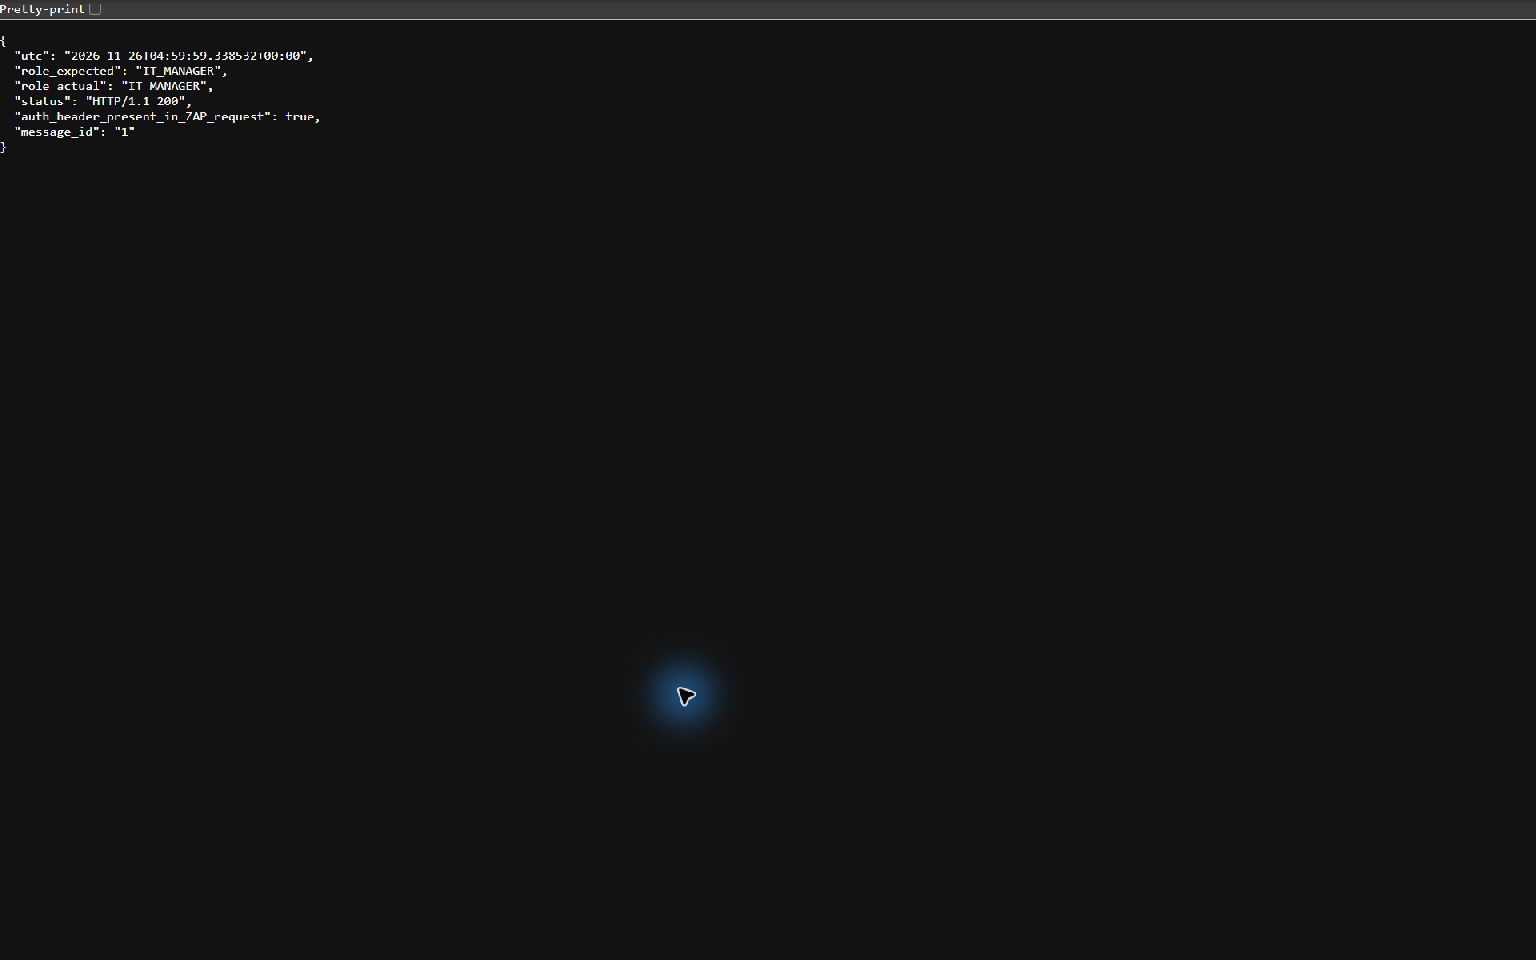 Pretty-print
{
"utc": "2026-11-26T04:59:59.338532+00:00",
"role_expected": "IT_MANAGER",
"role_actual": "IT_MANAGER",
"status": "HTTP/1.1 200",
"auth_header_present_in_ZAP_request": true,
"message_id": "1"
}